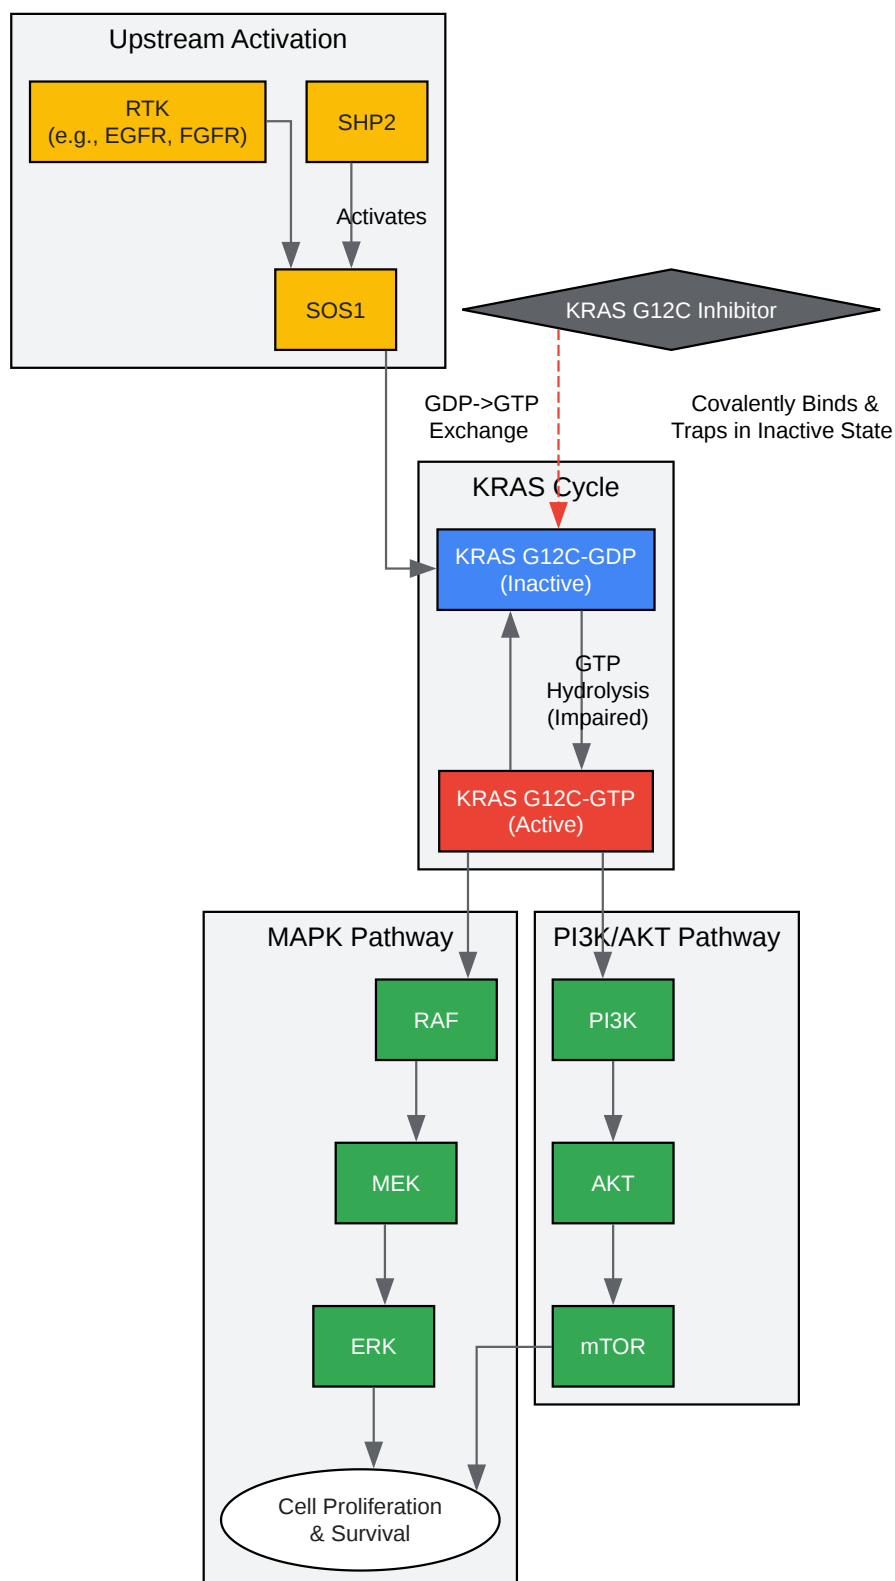 Upstream Activation
RTK
(e.g., EGFR, FGFR)
SHP2
Activates
SOS1
KRAS G12C Inhibitor
GDP->GTP
Exchange
Covalently Binds &
Traps in Inactive State
KRAS Cycle
KRAS G12C-GDP
(Inactive)
GTP
Hydrolysis
(Impaired)
KRAS G12C-GTP
(Active)
MAPK Pathway
PI3K/AKT Pathway
RAF
PI3K
MEK
AKT
ERK
mTOR
Cell Proliferation
& Survival